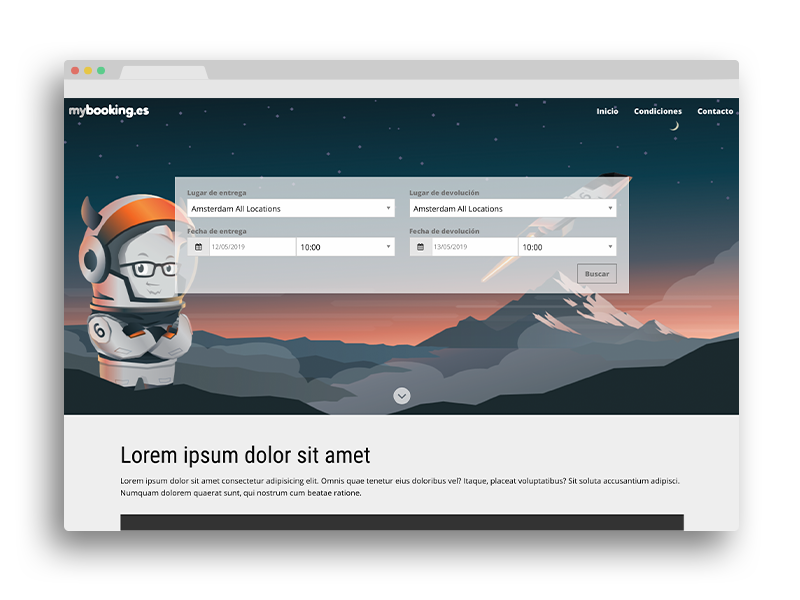 mybooking.es
Inicio Condiciones Contacto
Lugar de entrega Lugar de devolución
Amsterdam All Locations Amsterdam All Locations
Fecha de entrega Fecha de devolución
12/05/2019 10:00 13/05/2019 10:00
Buscar
6
Lorem ipsum dolor sit amet
Lorem ipsum dolor sit amet consectetur adipisicing elit. Omnis quae tenetur eius doloribus vel? Itaque, placeat voluptatibus? Sit soluta accusantium adipisci.
Numquam dolorem quaerat sunt, qui nostrum cum beatae ratione.